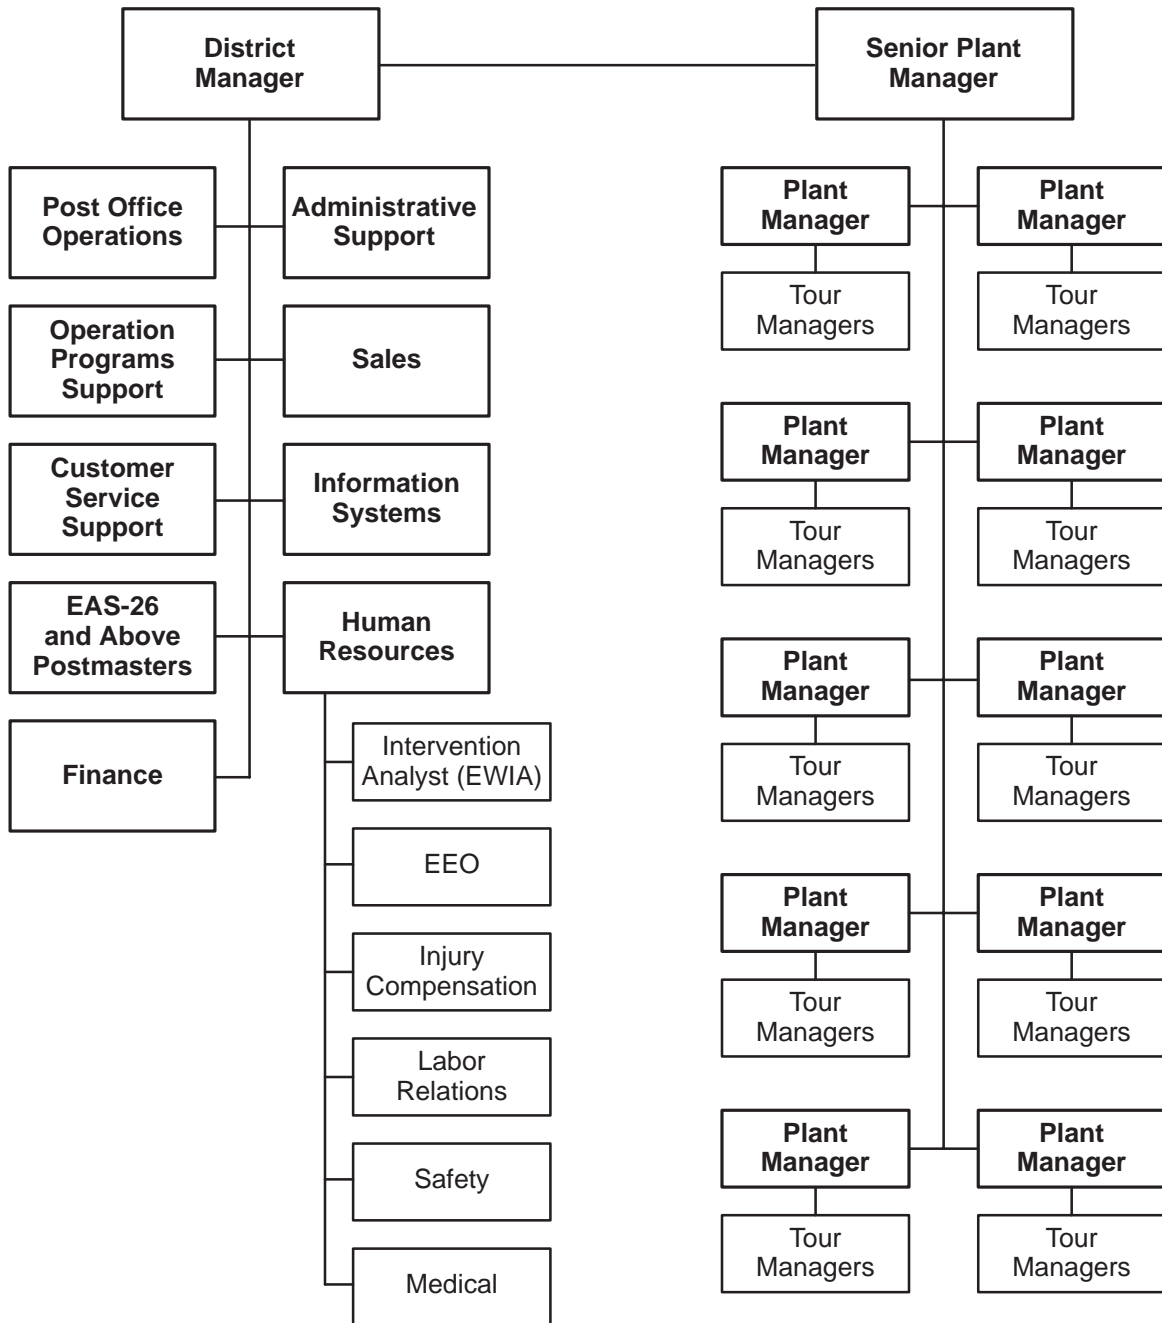 District
Manager
Senior Plant
Manager
Post Office
Operations
Administrative
Support
Operation
Programs
Support
Sales
Customer
Service
Support
Information
Systems
EAS-26
and Above
Postmasters
Human
Resources
Finance
Intervention
Analyst (EWIA)
EEO
Injury
Compensation
Labor
Relations
Safety
Medical
Plant
Manager
Plant
Manager
Tour
Managers
Tour
Managers
Plant
Manager
Plant
Manager
Tour
Managers
Tour
Managers
Plant
Manager
Plant
Manager
Tour
Managers
Tour
Managers
Plant
Manager
Plant
Manager
Tour
Managers
Tour
Managers
Plant
Manager
Plant
Manager
Tour
Managers
Tour
Managers